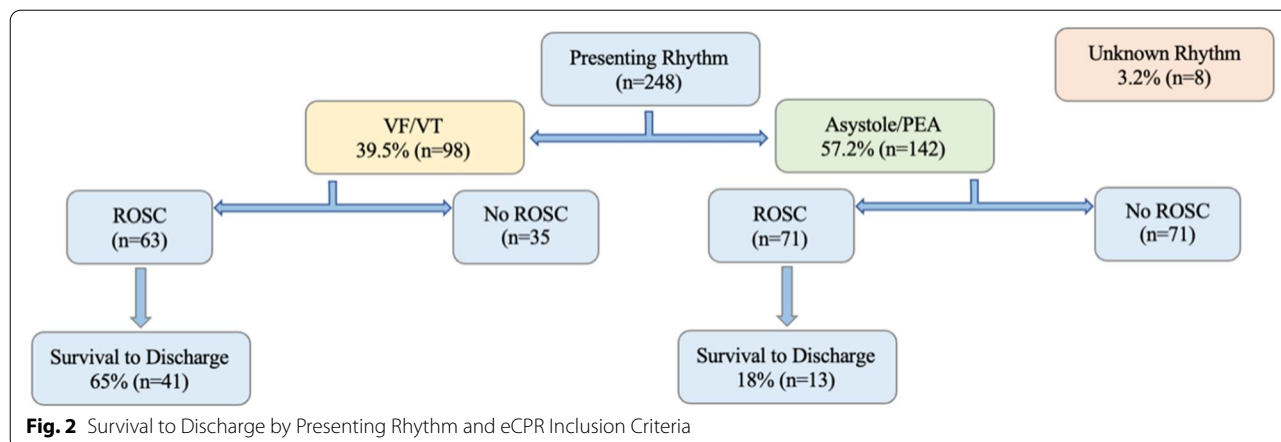 Presenting Rhythm
(n=248)
Unknown Rhythm
3.2% (n=8)
VF/VT
39.5% (n=98)
Asystole/PEA
57.2% (n=142)
ROSC
(n=63)
No ROSC
(n=35
ROSC
(n=71)
No ROSC
(n=71)
Survival to Discharge
65% (n=41)
Survival to Discharge
18% (n=13)
Fig. 2 Survival to Discharge by Presenting Rhythm and eCPR Inclusion Criteria